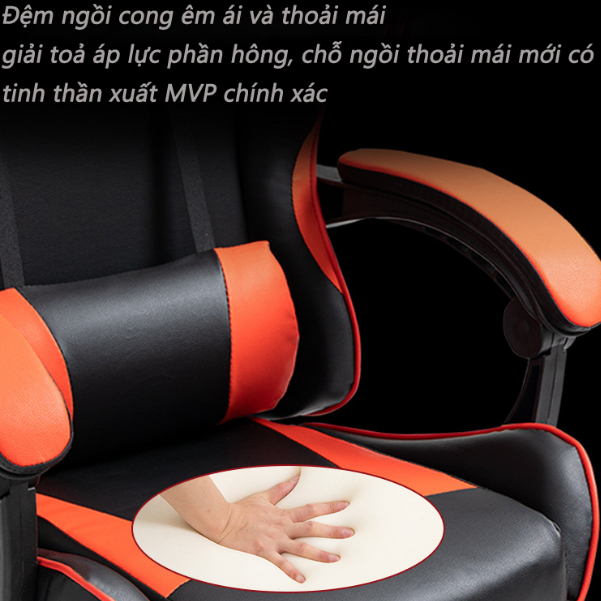 Đệm ngồi cong êm ái và thoải mái
giải toả áp lực phần hông, chỗ ngồi thoải mái mới có
tinh thần xuất MVP chính xác